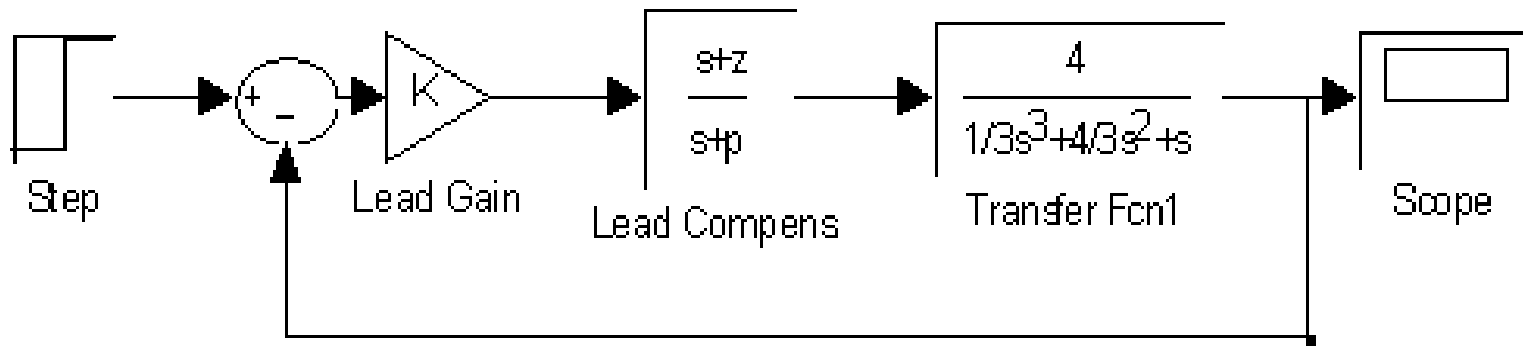 +
−
K
s+z
s+p
4
1/3s³+4/3s²+s
Step
Lead Gain
Lead Compens
Transfer Fcn1
Scope